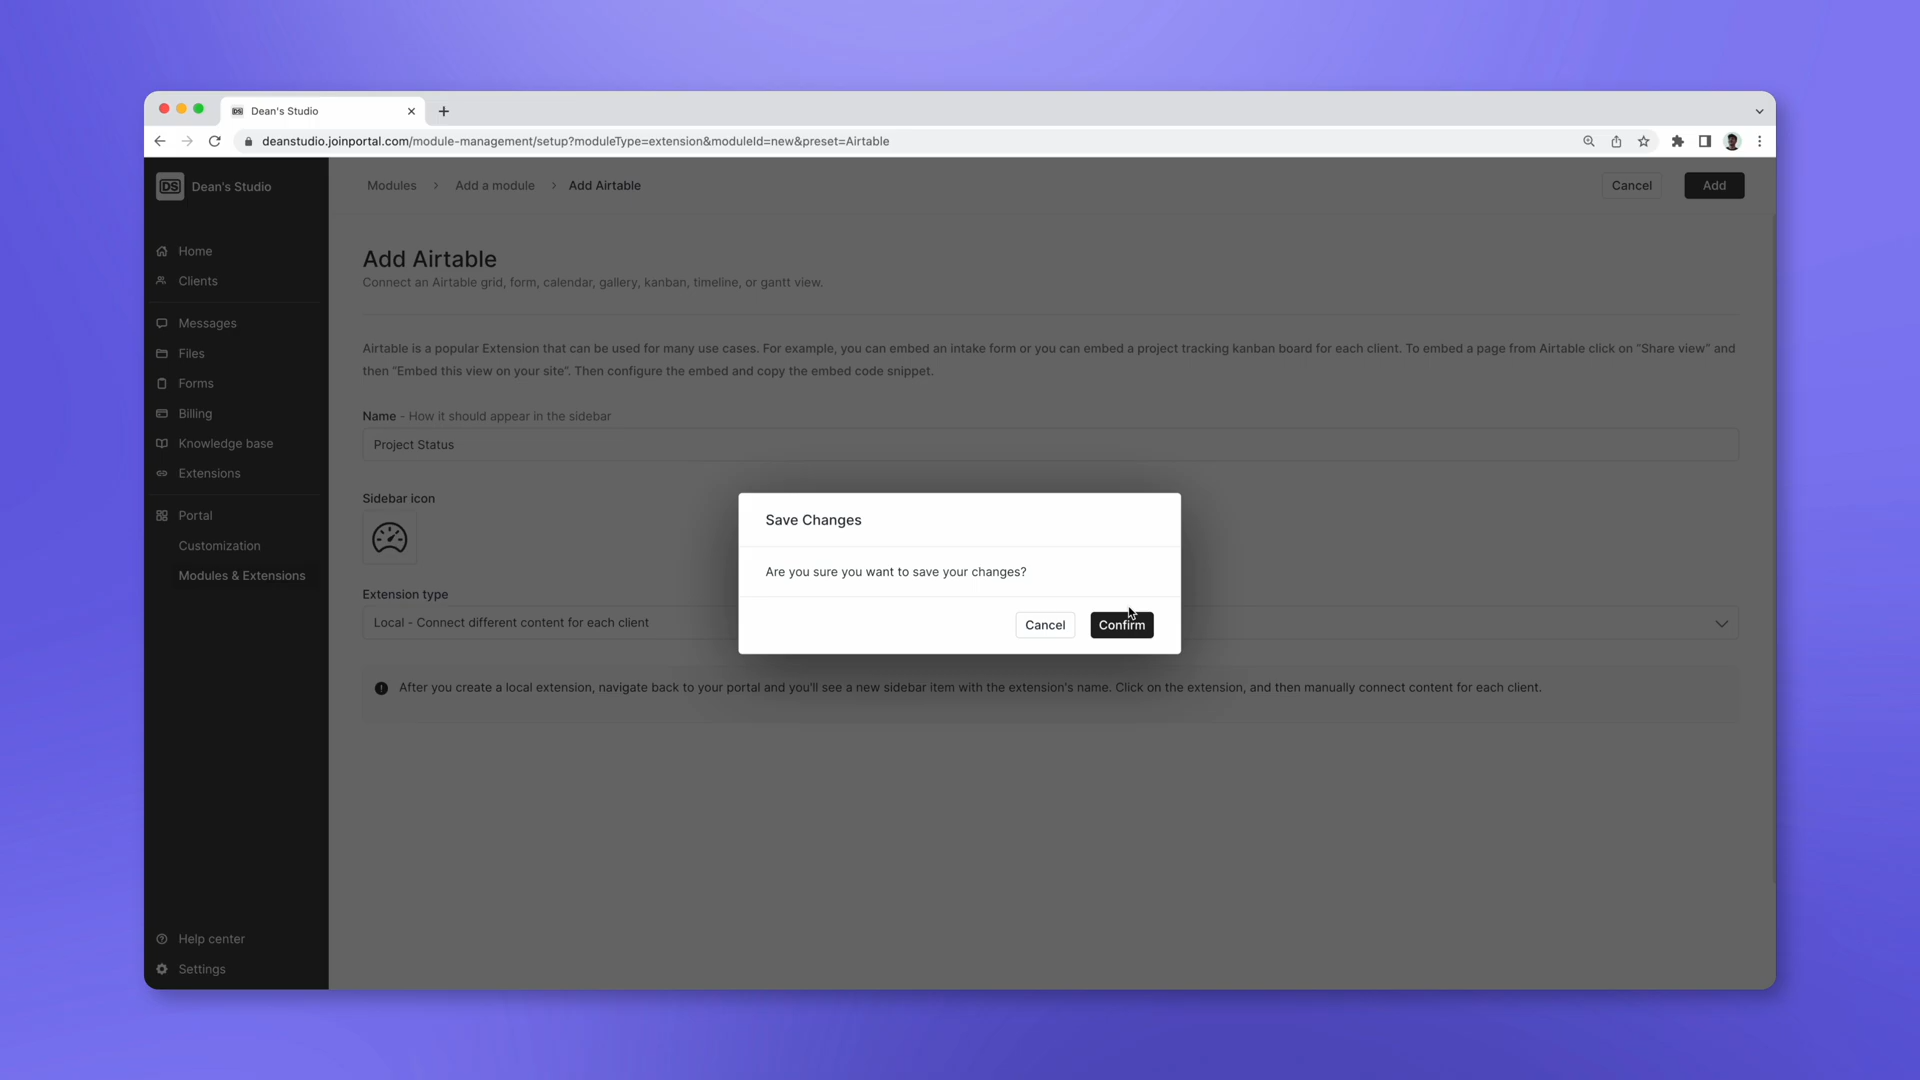 DS Dean's Studio
deanstudio.joinportal.com/module-management/setup?moduleType=extension&moduleId=new&preset=Airtable
DS Dean's Studio
Home
Clients
Messages
Files
Forms
Billing
Knowledge base
Extensions
Portal
Customization
Modules & Extensions
Help center
Settings
Modules > Add a module > Add Airtable
Cancel
Add
Add Airtable
Connect an Airtable grid, form, calendar, gallery, kanban, timeline, or gantt view.
Airtable is a popular Extension that can be used for many use cases. For example, you can embed an intake form or you can embed a project tracking kanban board for each client. To embed a page from Airtable click on “Share view” and
then “Embed this view on your site”. Then configure the embed and copy the embed code snippet.
Name - How it should appear in the sidebar
Project Status
Sidebar icon
Extension type
Local - Connect different content for each client
After you create a local extension, navigate back to your portal and you'll see a new sidebar item with the extension's name. Click on the extension, and then manually connect content for each client.
Save Changes
Are you sure you want to save your changes?
Cancel
Confirm